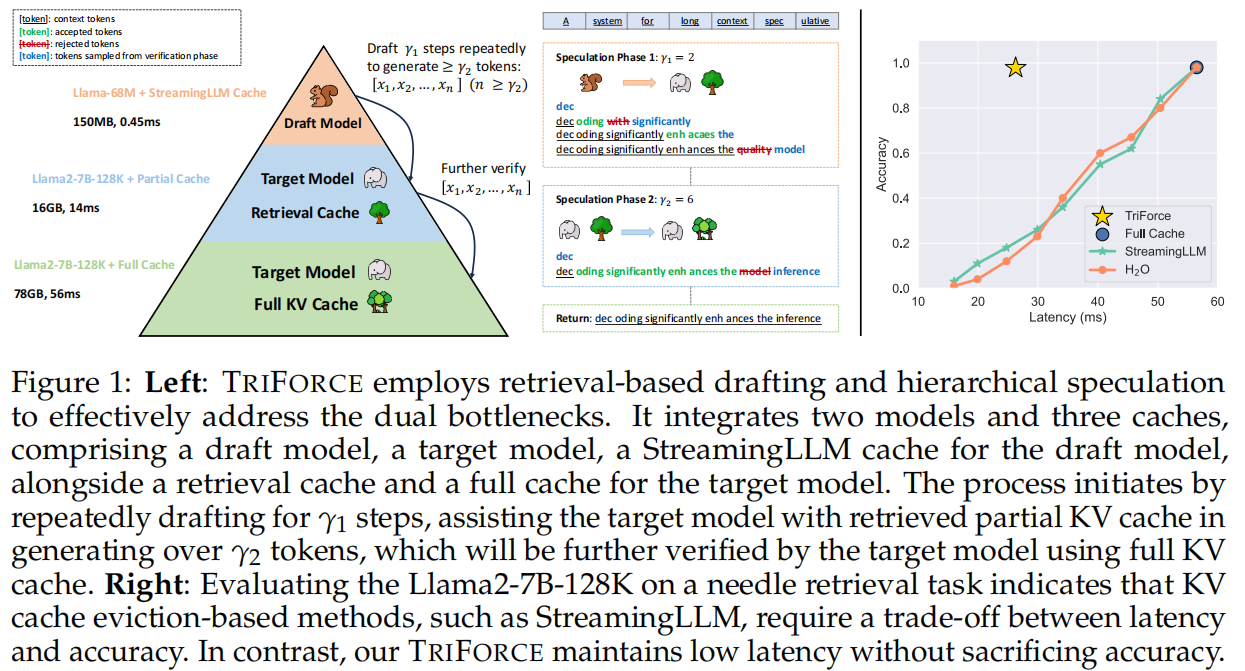 [token]: context tokens
[token]: accepted tokens
[token]: rejected tokens
[token]: tokens sampled from verification phase
Llama-68M + StreamingLLM Cache
150MB, 0.45ms
Draft Model
Llama2-7B-128K + Partial Cache
16GB, 14ms
Target Model
Retrieval Cache
Llama2-7B-128K + Full Cache
78GB, 56ms
Target Model
Full KV Cache
Draft γ₁ steps repeatedly
to generate ≥ γ₂ tokens:
[x₁, x₂, …, xₙ] (n ≥ γ₂)
Further verify
[x₁, x₂, …, xₙ]
A system for long context spec ulative
Speculation Phase 1: γ₁ = 2
dec
dec oding with significantly
dec oding significantly enh acaes the
dec oding significantly enh ances the quality model
Speculation Phase 2: γ₂ = 6
dec
dec oding significantly enh ances the model inference
Return: dec oding significantly enh ances the inference
Accuracy
1.0
0.8
0.6
0.4
0.2
0.0
10 20 30 40 50 60
Latency (ms)
TriForce
Full Cache
StreamingLLM
H₂O
Figure 1: Left: TRIFORCE employs retrieval-based drafting and hierarchical speculation
to effectively address the dual bottlenecks. It integrates two models and three caches,
comprising a draft model, a target model, a StreamingLLM cache for the draft model,
alongside a retrieval cache and a full cache for the target model. The process initiates by
repeatedly drafting for γ₁ steps, assisting the target model with retrieved partial KV cache in
generating over γ₂ tokens, which will be further verified by the target model using full KV
cache. Right: Evaluating the Llama2-7B-128K on a needle retrieval task indicates that KV
cache eviction-based methods, such as StreamingLLM, require a trade-off between latency
and accuracy. In contrast, our TRIFORCE maintains low latency without sacrificing accuracy.